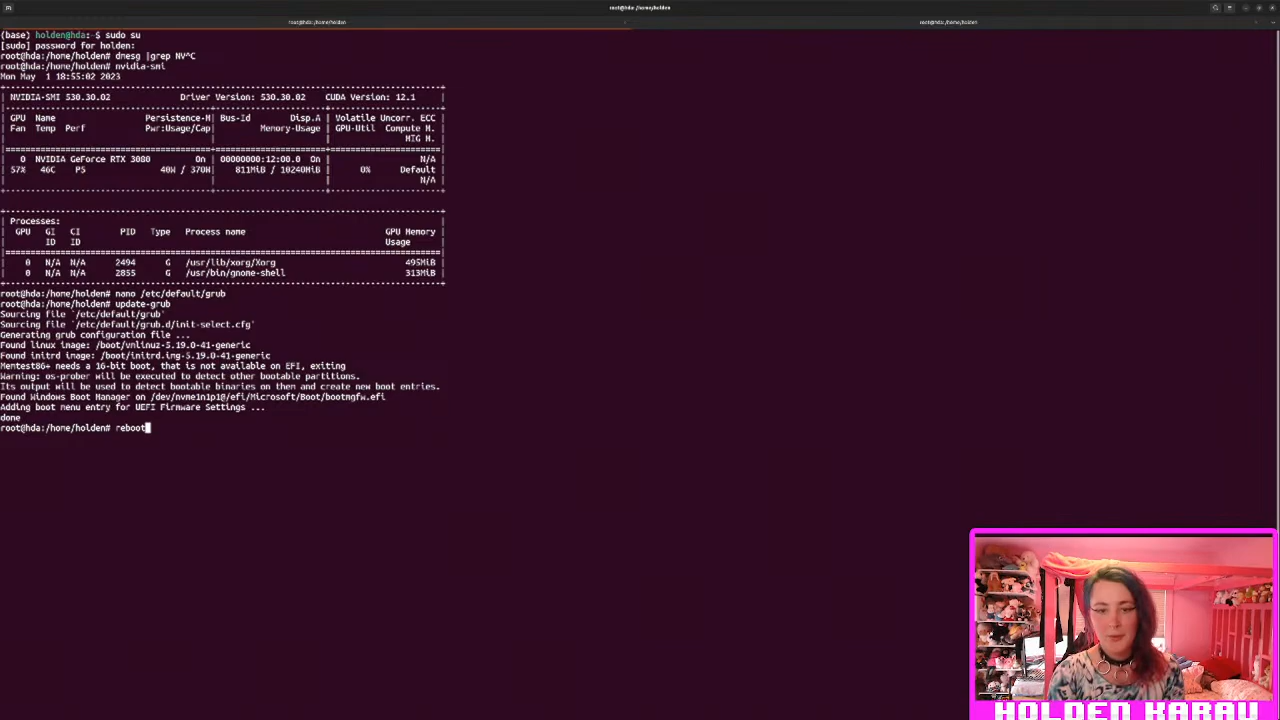 root@hda:/home/holden
root@hda:/home/holden
root@hda:/home/holden
(base) holden@hda:~$ sudo su
[sudo] password for holden:
root@hda:/home/holden# dmesg |grep NV^C
root@hda:/home/holden# nvidia-smi
Mon May  1 18:55:02 2023
NVIDIA-SMI 530.30.02 Driver Version: 530.30.02 CUDA Version: 12.1
GPU Name Persistence-M| Bus-Id Disp.A | Volatile Uncorr. ECC
Fan Temp Perf Pwr:Usage/Cap| Memory-Usage | GPU-Util Compute M.
MIG M.
0 NVIDIA GeForce RTX 3080 On | 00000000:12:00.0 On | N/A
57% 46C P5 40W / 370W | 811MiB / 10240MiB | 0% Default
N/A
Processes:
GPU GI CI PID Type Process name GPU Memory
ID ID Usage
0 N/A N/A 2494 G /usr/lib/xorg/Xorg 495MiB
0 N/A N/A 2855 G /usr/bin/gnome-shell 313MiB
root@hda:/home/holden# nano /etc/default/grub
root@hda:/home/holden# update-grub
Sourcing file `/etc/default/grub'
Sourcing file `/etc/default/grub.d/init-select.cfg'
Generating grub configuration file ...
Found linux image: /boot/vmlinuz-5.19.0-41-generic
Found initrd image: /boot/initrd.img-5.19.0-41-generic
Memtest86+ needs a 16-bit boot, that is not available on EFI, exiting
Warning: os-prober will be executed to detect other bootable partitions.
Its output will be used to detect bootable binaries on them and create new boot entries.
Found Windows Boot Manager on /dev/nvme1n1p1@/efi/Microsoft/Boot/bootmgfw.efi
Adding boot menu entry for UEFI Firmware Settings ...
done
root@hda:/home/holden# reboot
HOLDEN KARAU